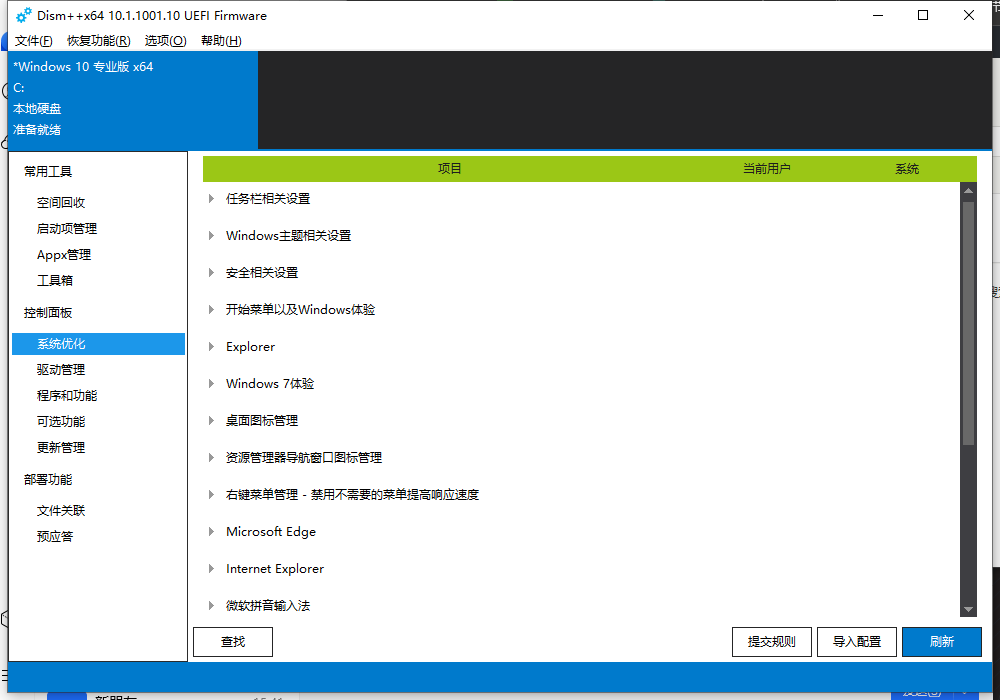 Dism++x64 10.1.1001.10 UEFI Firmware
文件(F) 恢复功能(R) 选项(O) 帮助(H)
*Windows 10 专业版 x64
C:
本地硬盘
准备就绪
常用工具
空间回收
启动项管理
Appx管理
工具箱
控制面板
系统优化
驱动管理
程序和功能
可选功能
更新管理
部署功能
文件关联
预应答
项目 当前用户 系统
任务栏相关设置
Windows主题相关设置
安全相关设置
开始菜单以及Windows体验
Explorer
Windows 7体验
桌面图标管理
资源管理器导航窗口图标管理
右键菜单管理 - 禁用不需要的菜单提高响应速度
Microsoft Edge
Internet Explorer
微软拼音输入法
查找 提交规则 导入配置 刷新